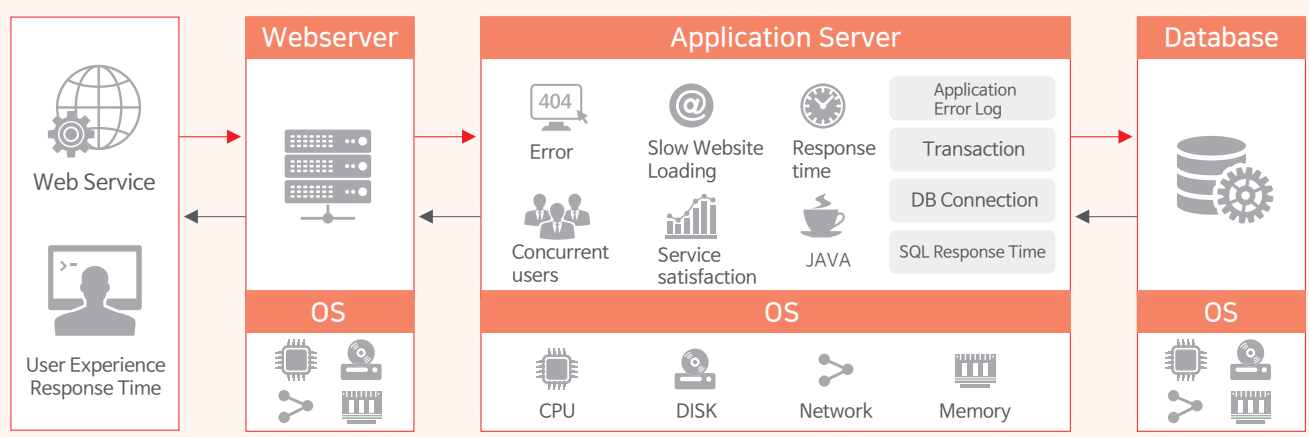 Web Service
>-
User Experience
Response Time
Webserver
OS
Application Server
404
Error
@
Slow Website
Loading
Response
time
Concurrent
users
Service
satisfaction
JAVA
Application
Error Log
Transaction
DB Connection
SQL Response Time
OS
CPU
DISK
Network
Memory
Database
OS